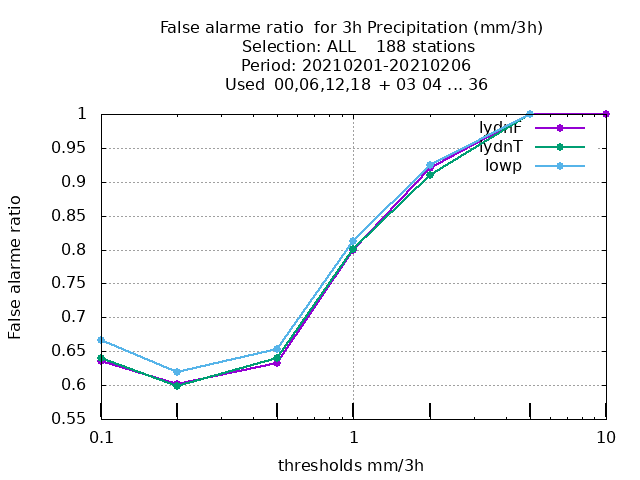 False alarme ratio for 3h Precipitation (mm/3h)
Selection: ALL 188 stations
Period: 20210201-20210206
Used 00,06,12,18 + 03 04 ... 36
1
0.95
0.9
0.85
0.8
0.75
0.7
0.65
0.6
0.55
False alarme ratio
lydnF
lydnT
lowp
0.1
1
10
thresholds mm/3h